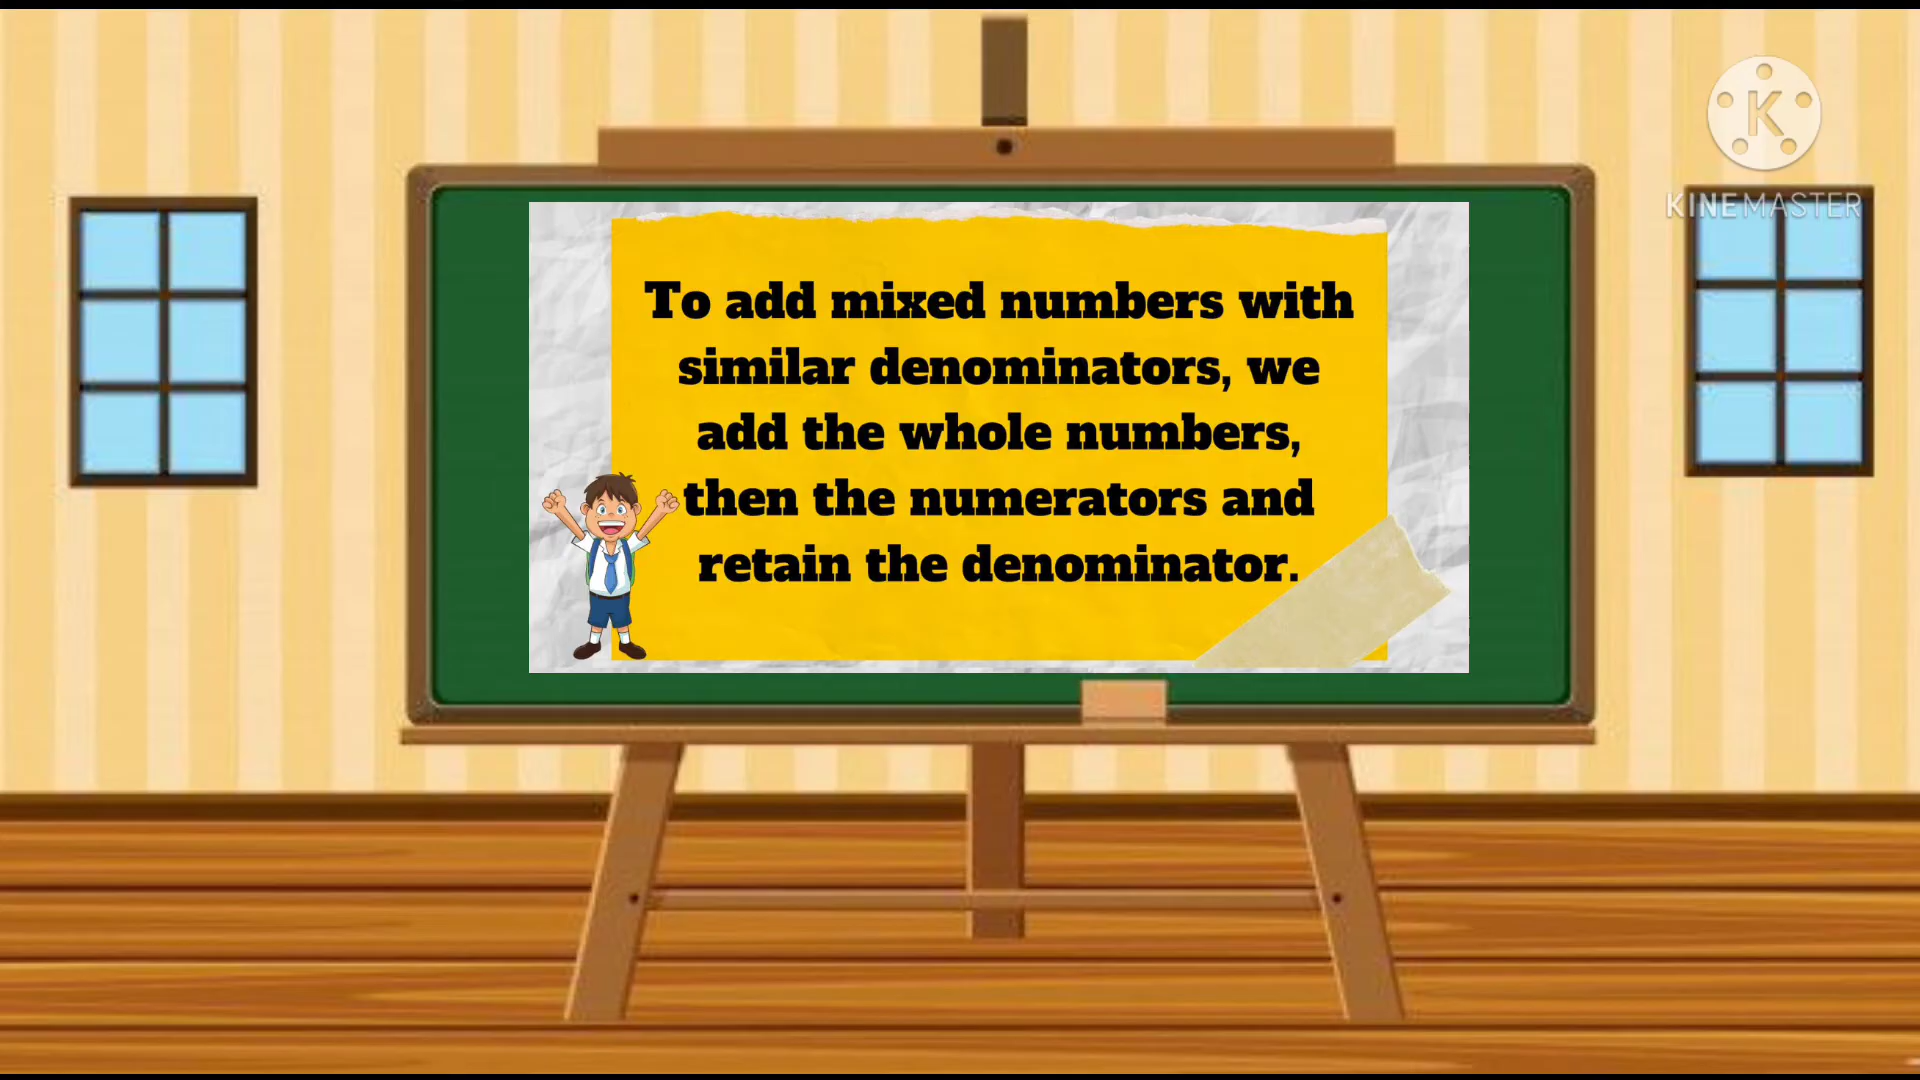 K
KINEMASTER
To add mixed numbers with
similar denominators, we
add the whole numbers,
then the numerators and
retain the denominator.